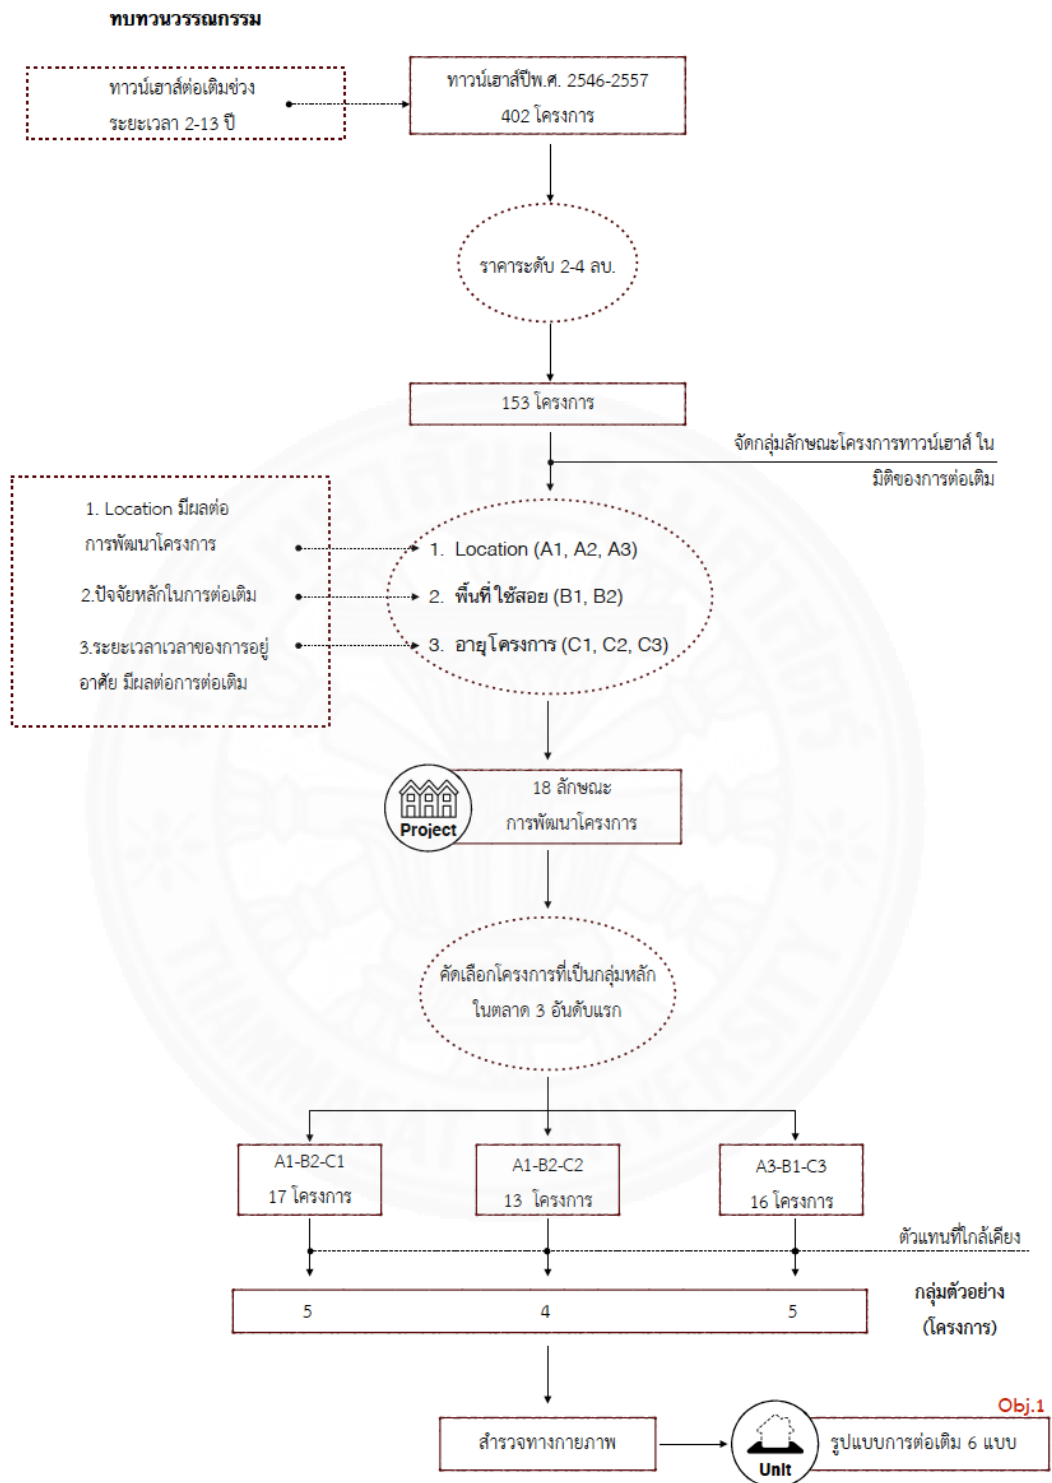 ทบทวนวรรณกรรม
ทาวน์เฮาส์ต่อเติมช่วง
ระยะเวลา 2-13 ปี
ทาวน์เฮาส์ปีพ.ศ. 2546-2557
402 โครงการ
ราคาระดับ 2-4 ลบ.
153 โครงการ
จัดกลุ่มลักษณะโครงการทาวน์เฮาส์ ใน
มิติของการต่อเติม
1. Location มีผลต่อ
การพัฒนาโครงการ
2.ปัจจัยหลักในการต่อเติม
3.ระยะเวลาเวลาของการอยู่
อาศัย มีผลต่อการต่อเติม
1. Location (A1, A2, A3)
2. พื้นที่ใช้สอย (B1, B2)
3. อายุโครงการ (C1, C2, C3)
Project
18 ลักษณะ
การพัฒนาโครงการ
คัดเลือกโครงการที่เป็นกลุ่มหลัก
ในตลาด 3 อันดับแรก
A1-B2-C1
17 โครงการ
A1-B2-C2
13 โครงการ
A3-B1-C3
16 โครงการ
ตัวแทนที่ใกล้เคียง
5 4 5
กลุ่มตัวอย่าง
(โครงการ)
สำรวจทางกายภาพ
Unit
Obj.1
รูปแบบการต่อเติม 6 แบบ
THAMMASAT UNIVERSITY